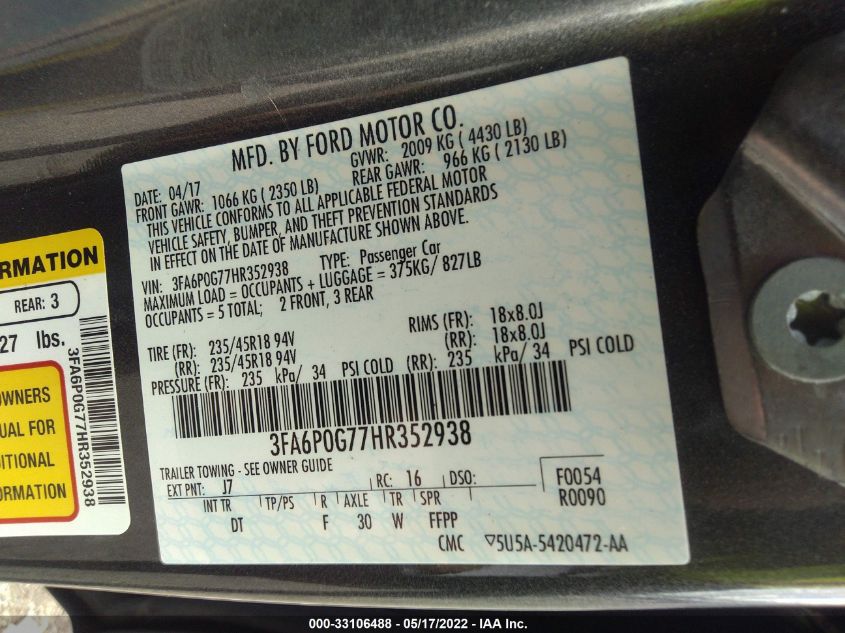 MFD. BY FORD MOTOR CO.
DATE: 04/17 GVWR: 2009 KG ( 4430 LB)
FRONT GAWR: 1066 KG ( 2350 LB) REAR GAWR: 966 KG ( 2130 LB)
THIS VEHICLE CONFORMS TO ALL APPLICABLE FEDERAL MOTOR
VEHICLE SAFETY, BUMPER, AND THEFT PREVENTION STANDARDS
IN EFFECT ON THE DATE OF MANUFACTURE SHOWN ABOVE.
VIN: 3FA6P0G77HR352938 TYPE: Passenger Car
MAXIMUM LOAD = OCCUPANTS + LUGGAGE = 375KG/ 827LB
OCCUPANTS = 5 TOTAL; 2 FRONT, 3 REAR
TIRE (FR): 235/45R18 94V RIMS (FR): 18x8.0J
(RR): 235/45R18 94V (RR): 18x8.0J
PRESSURE (FR): 235 kPa/ 34 PSI COLD (RR): 235 kPa/ 34 PSI COLD
3FA6P0G77HR352938
TRAILER TOWING - SEE OWNER GUIDE
EXT PNT: J7 RC: 16 DSO: F0054
R0090
INT TR TP/PS R AXLE TR SPR
DT F 30 W FFPP
CMC ▽5U5A-5420472-AA
REAR: 3
27 lbs.
OWNERS
FOR
3FA6P0G77HR352938
000-33106488 - 05/17/2022 - IAA Inc.